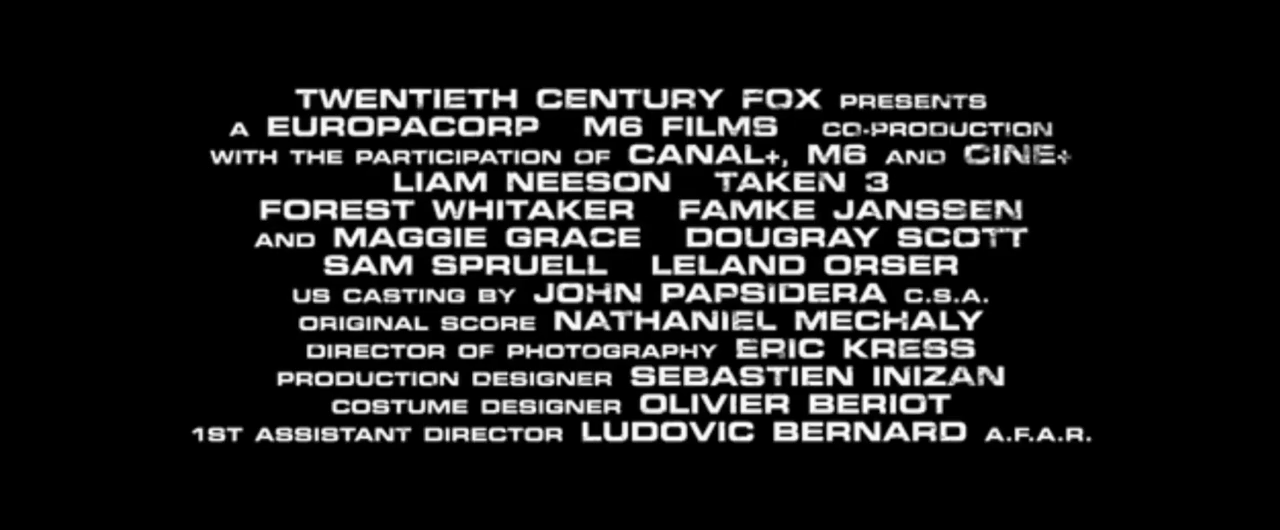 TWENTIETH CENTURY FOX PRESENTS
A EUROPACORP M6 FILMS CO-PRODUCTION
WITH THE PARTICIPATION OF CANAL+, M6 AND CINE+
LIAM NEESON TAKEN 3
FOREST WHITAKER FAMKE JANSSEN
AND MAGGIE GRACE DOUGRAY SCOTT
SAM SPRUELL LELAND ORSER
US CASTING BY JOHN PAPSIDERA C.S.A.
ORIGINAL SCORE NATHANIEL MECHALY
DIRECTOR OF PHOTOGRAPHY ERIC KRESS
PRODUCTION DESIGNER SEBASTIEN INIZAN
COSTUME DESIGNER OLIVIER BERIOT
1ST ASSISTANT DIRECTOR LUDOVIC BERNARD A.F.A.R.